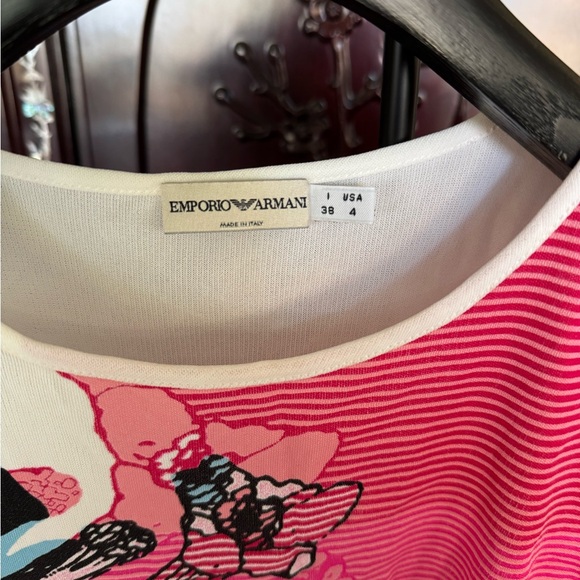 EMPORIO ARMANI
MADE IN ITALY
I USA
38 4